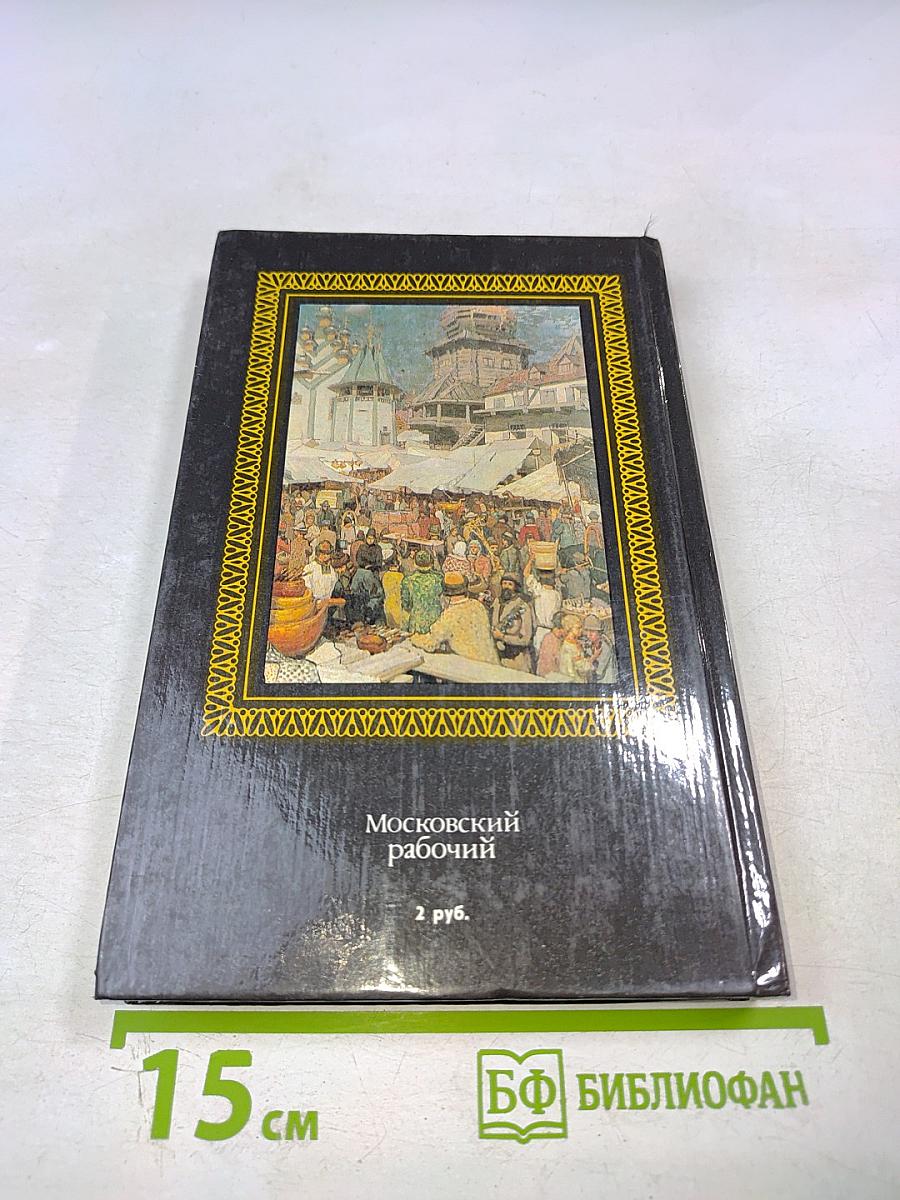 Московский
рабочий
2 руб.
15 см
БФ БИБЛИОФАН